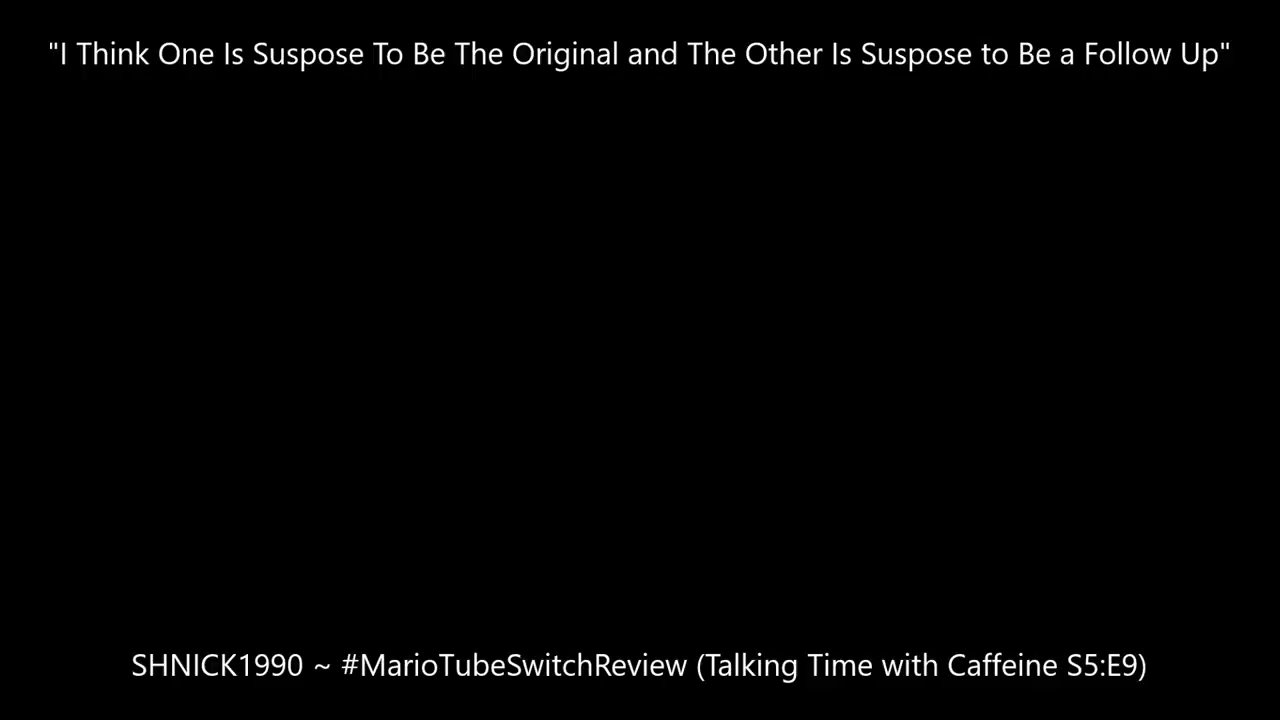 "I Think One Is Suspose To Be The Original and The Other Is Suspose to Be a Follow Up"
SHNICK1990 ~ #MarioTubeSwitchReview (Talking Time with Caffeine S5:E9)